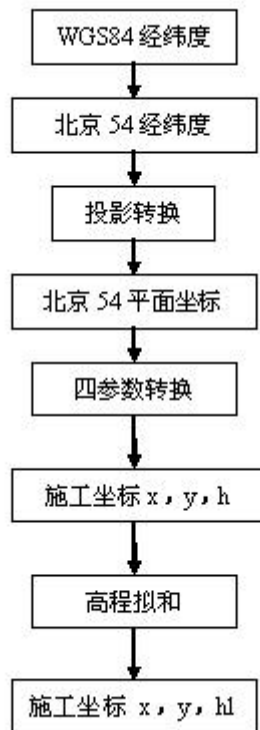 WGS84 经纬度
北京 54 经纬度
投影转换
北京 54 平面坐标
四参数转换
施工坐标 x，y，h
高程拟和
施工坐标 x，y，hl